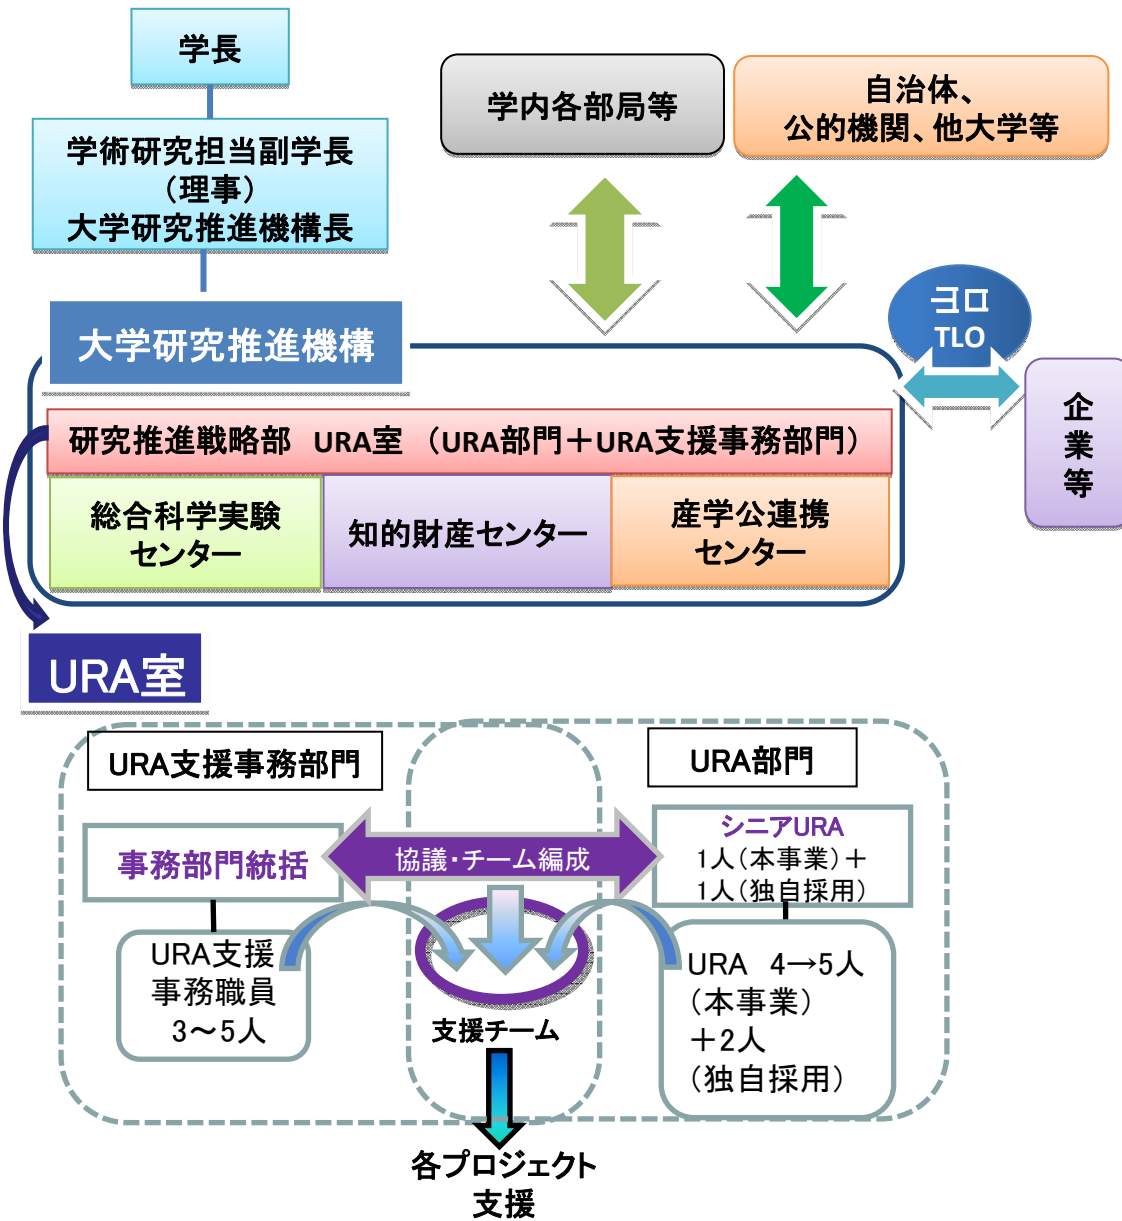 学長
学術研究担当副学長
（理事）
大学研究推進機構長
学内各部局等
自治体、
公的機関、他大学等
ヨロ
TLO
企
業
等
大学研究推進機構
研究推進戦略部　URA室　（URA部門＋URA支援事務部門）
総合科学実験
センター
知的財産センター
産学公連携
センター
URA室
URA支援事務部門
URA部門
事務部門統括
協議・チーム編成
シニアURA
1人（本事業）＋
1人（独自採用）
URA支援
事務職員
3～5人
URA　4→5人
（本事業）
＋2人
（独自採用）
支援チーム
各プロジェクト
支援